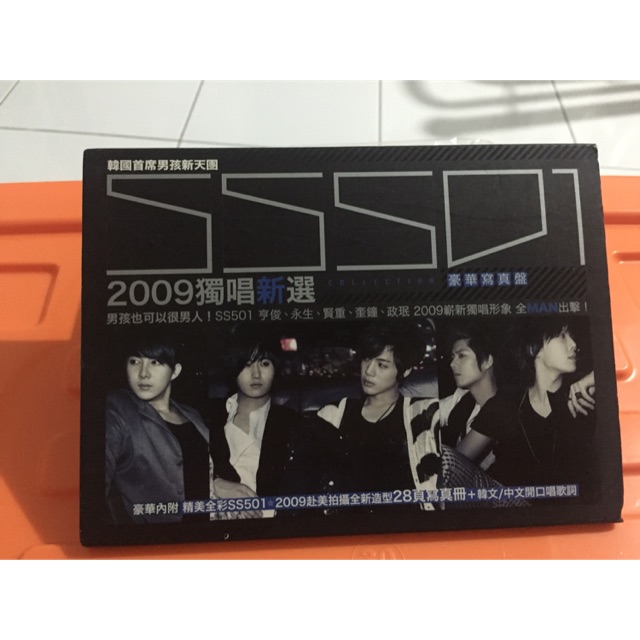 韓國首席男孩新天團
SS501
2009獨唱新選 COLLECTION 豪華寫真盤
男孩也可以很男人！SS501 亨俊、永生、賢重、奎鐘、政珉 2009嶄新獨唱形象 全MAN出擊！
豪華內附 精美全彩SS501★2009赴美拍攝全新造型28頁寫真冊＋韓文/中文開口唱歌詞